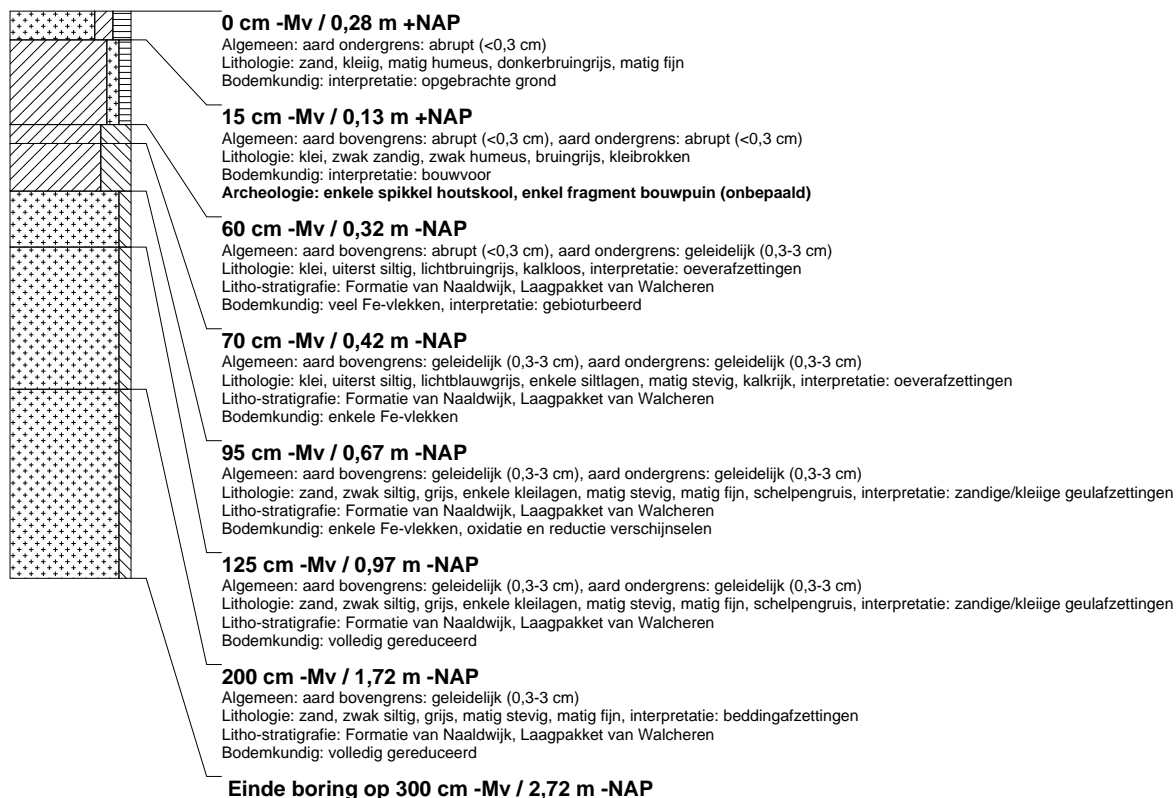 0 cm -Mv / 0,28 m +NAP
Algemeen: aard ondergrens: abrupt (<0,3 cm)
Lithologie: zand, kleiig, matig humeus, donkerbruingrijs, matig fijn
Bodemkundig: interpretatie: opgebrachte grond
15 cm -Mv / 0,13 m +NAP
Algemeen: aard bovengrens: abrupt (<0,3 cm), aard ondergrens: abrupt (<0,3 cm)
Lithologie: klei, zwak zandig, zwak humeus, bruingrijs, kleibrokken
Bodemkundig: interpretatie: bouwvoor
Archeologie: enkele spikkel houtskool, enkel fragment bouwpuin (onbepaald)
60 cm -Mv / 0,32 m -NAP
Algemeen: aard bovengrens: abrupt (<0,3 cm), aard ondergrens: geleidelijk (0,3-3 cm)
Lithologie: klei, uiterst siltig, lichtbruingrijs, kalkloos, interpretatie: oeverafzettingen
Litho-stratigrafie: Formatie van Naaldwijk, Laagpakket van Walcheren
Bodemkundig: veel Fe-vlekken, interpretatie: gebioturbeerd
70 cm -Mv / 0,42 m -NAP
Algemeen: aard bovengrens: geleidelijk (0,3-3 cm), aard ondergrens: geleidelijk (0,3-3 cm)
Lithologie: klei, uiterst siltig, lichtblauwgrijs, enkele siltlagen, matig stevig, kalkrijk, interpretatie: oeverafzettingen
Litho-stratigrafie: Formatie van Naaldwijk, Laagpakket van Walcheren
Bodemkundig: enkele Fe-vlekken
95 cm -Mv / 0,67 m -NAP
Algemeen: aard bovengrens: geleidelijk (0,3-3 cm), aard ondergrens: geleidelijk (0,3-3 cm)
Lithologie: zand, zwak siltig, grijs, enkele kleilagen, matig stevig, matig fijn, schelpengruis, interpretatie: zandige/kleiige geulafzettingen
Litho-stratigrafie: Formatie van Naaldwijk, Laagpakket van Walcheren
Bodemkundig: enkele Fe-vlekken, oxidatie en reductie verschijnselen
125 cm -Mv / 0,97 m -NAP
Algemeen: aard bovengrens: geleidelijk (0,3-3 cm), aard ondergrens: geleidelijk (0,3-3 cm)
Lithologie: zand, zwak siltig, grijs, enkele kleilagen, matig stevig, matig fijn, schelpengruis, interpretatie: zandige/kleiige geulafzettingen
Litho-stratigrafie: Formatie van Naaldwijk, Laagpakket van Walcheren
Bodemkundig: volledig gereduceerd
200 cm -Mv / 1,72 m -NAP
Algemeen: aard bovengrens: geleidelijk (0,3-3 cm)
Lithologie: zand, zwak siltig, grijs, matig stevig, matig fijn, interpretatie: beddingafzettingen
Litho-stratigrafie: Formatie van Naaldwijk, Laagpakket van Walcheren
Bodemkundig: volledig gereduceerd
Einde boring op 300 cm -Mv / 2,72 m -NAP